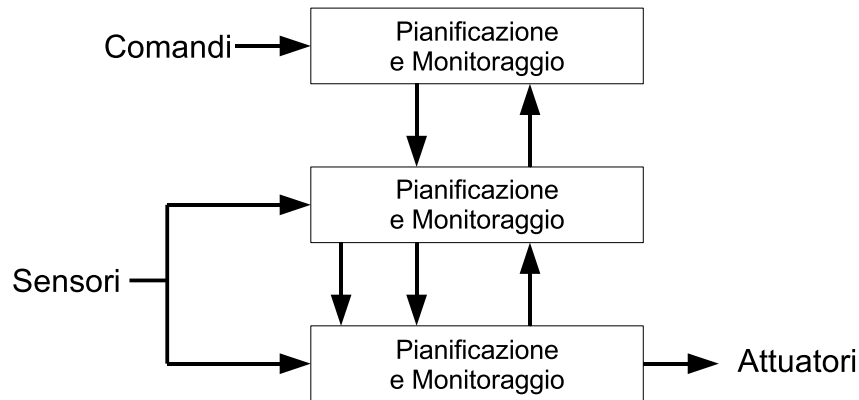 Pianificazione
e Monitoraggio
Comandi
Pianificazione
e Monitoraggio
Sensori
Pianificazione
e Monitoraggio
Attuatori